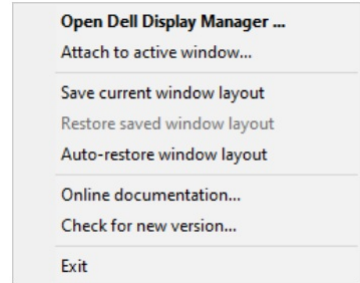 Open Dell Display Manager ...
Attach to active window...
Save current window layout
Restore saved window layout
Auto-restore window layout
Online documentation...
Check for new version...
Exit